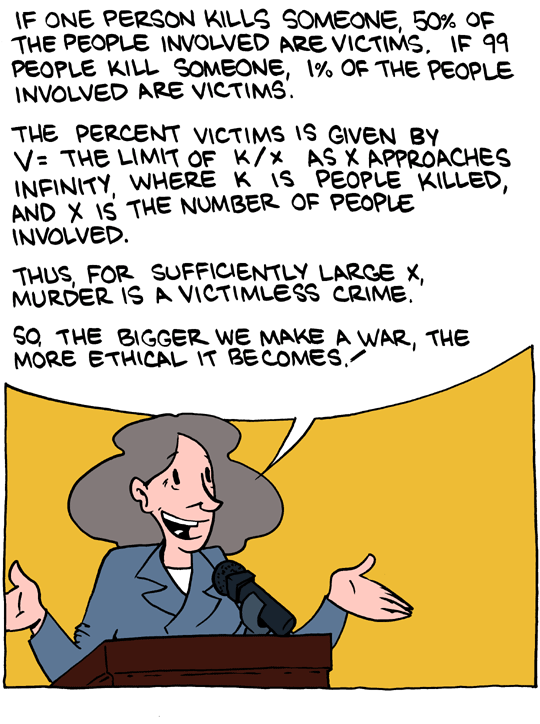 IF ONE PERSON KILLS SOMEONE, 50% OF
THE PEOPLE INVOLVED ARE VICTIMS. IF 99
PEOPLE KILL SOMEONE, 1% OF THE PEOPLE
INVOLVED ARE VICTIMS.
THE PERCENT VICTIMS IS GIVEN BY
V= THE LIMIT OF K/X AS X APPROACHES
INFINITY, WHERE K IS PEOPLE KILLED,
AND X IS THE NUMBER OF PEOPLE
INVOLVED.
THUS, FOR SUFFICIENTLY LARGE X,
MURDER IS A VICTIMLESS CRIME.
SO, THE BIGGER WE MAKE A WAR, THE
MORE ETHICAL IT BECOMES!